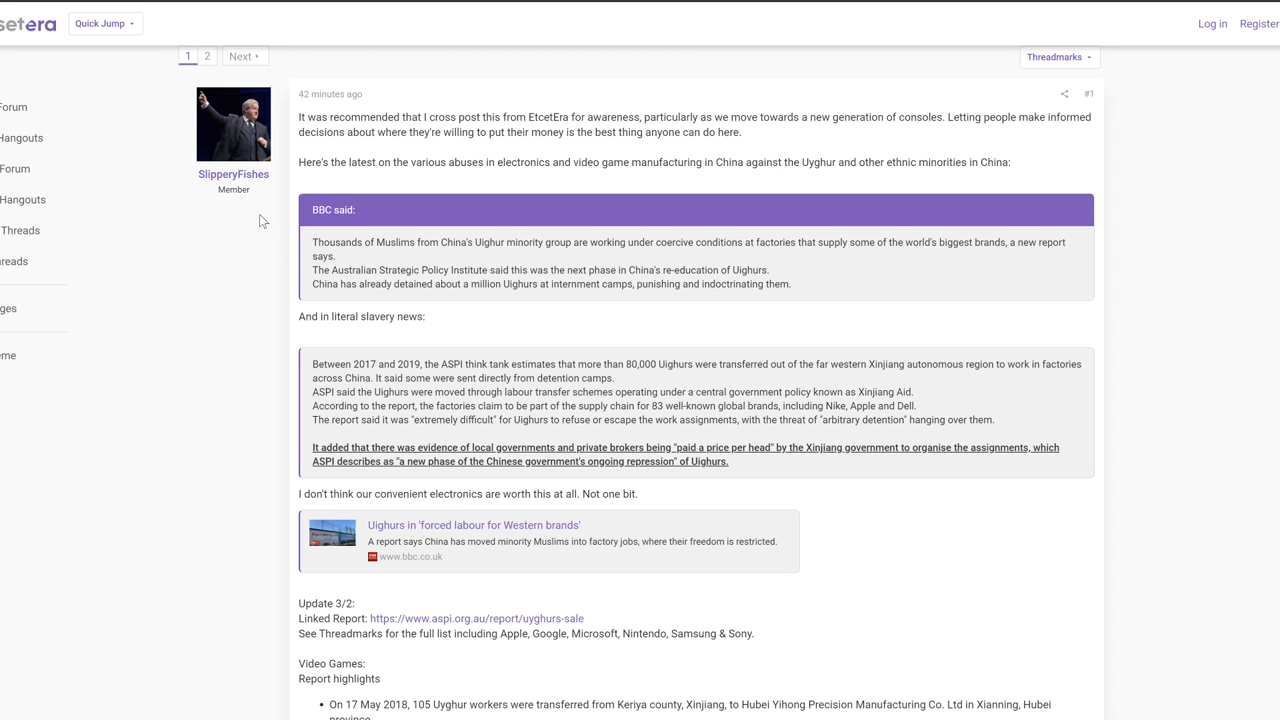 setera
Quick Jump
Log in
Register
1 2 Next
Threadmarks
Forum
Hangouts
Forum
Hangouts
Threads
reads
ges
eme
SlipperyFishes
Member
42 minutes ago
#1
It was recommended that I cross post this from EtcetEra for awareness, particularly as we move towards a new generation of consoles. Letting people make informed
decisions about where they're willing to put their money is the best thing anyone can do here.
Here's the latest on the various abuses in electronics and video game manufacturing in China against the Uyghur and other ethnic minorities in China:
BBC said:
Thousands of Muslims from China's Uighur minority group are working under coercive conditions at factories that supply some of the world's biggest brands, a new report
says.
The Australian Strategic Policy Institute said this was the next phase in China's re-education of Uighurs.
China has already detained about a million Uighurs at internment camps, punishing and indoctrinating them.
And in literal slavery news:
Between 2017 and 2019, the ASPI think tank estimates that more than 80,000 Uighurs were transferred out of the far western Xinjiang autonomous region to work in factories
across China. It said some were sent directly from detention camps.
ASPI said the Uighurs were moved through labour transfer schemes operating under a central government policy known as Xinjiang Aid.
According to the report, the factories claim to be part of the supply chain for 83 well-known global brands, including Nike, Apple and Dell.
The report said it was "extremely difficult" for Uighurs to refuse or escape the work assignments, with the threat of "arbitrary detention" hanging over them.
It added that there was evidence of local governments and private brokers being "paid a price per head" by the Xinjiang government to organise the assignments, which
ASPI describes as "a new phase of the Chinese government's ongoing repression" of Uighurs.
I don't think our convenient electronics are worth this at all. Not one bit.
Uighurs in 'forced labour for Western brands'
A report says China has moved minority Muslims into factory jobs, where their freedom is restricted.
www.bbc.co.uk
Update 3/2:
Linked Report: https://www.aspi.org.au/report/uyghurs-sale
See Threadmarks for the full list including Apple, Google, Microsoft, Nintendo, Samsung & Sony.
Video Games:
Report highlights
• On 17 May 2018, 105 Uyghur workers were transferred from Keriya county, Xinjiang, to Hubei Yihong Precision Manufacturing Co. Ltd in Xianning, Hubei
province